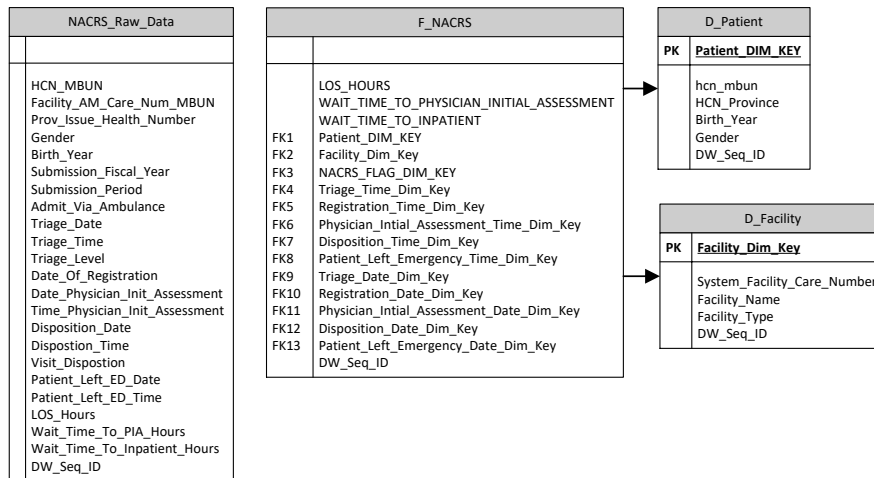 NACRS_Raw_Data
HCN_MBUN
Facility_AM_Care_Num_MBUN
Prov_Issue_Health_Number
Gender
Birth_Year
Submission_Fiscal_Year
Submission_Period
Admit_Via_Ambulance
Triage_Date
Triage_Time
Triage_Level
Date_Of_Registration
Date_Physician_Init_Assessment
Time_Physician_Init_Assessment
Disposition_Date
Dispostion_Time
Visit_Dispostion
Patient_Left_ED_Date
Patient_Left_ED_Time
LOS_Hours
Wait_Time_To_PIA_Hours
Wait_Time_To_Inpatient_Hours
DW_Seq_ID
F_NACRS
LOS_HOURS
WAIT_TIME_TO_PHYSICIAN_INITIAL_ASSESSMENT
WAIT_TIME_TO_INPATIENT
FK1 Patient_DIM_KEY
FK2 Facility_Dim_Key
FK3 NACRS_FLAG_DIM_KEY
FK4 Triage_Time_Dim_Key
FK5 Registration_Time_Dim_Key
FK6 Physician_Intial_Assessment_Time_Dim_Key
FK7 Disposition_Time_Dim_Key
FK8 Patient_Left_Emergency_Time_Dim_Key
FK9 Triage_Date_Dim_Key
FK10 Registration_Date_Dim_Key
FK11 Physician_Intial_Assessment_Date_Dim_Key
FK12 Disposition_Date_Dim_Key
FK13 Patient_Left_Emergency_Date_Dim_Key
DW_Seq_ID
D_Patient
PK Patient_DIM_KEY
hcn_mbun
HCN_Province
Birth_Year
Gender
DW_Seq_ID
D_Facility
PK Facility_Dim_Key
System_Facility_Care_Number
Facility_Name
Facility_Type
DW_Seq_ID